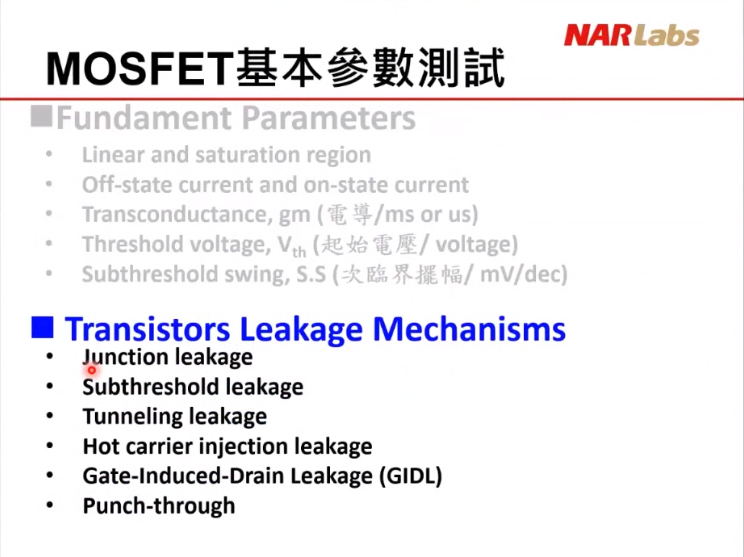 NARLabs
MOSFET基本參數測試
■Fundament Parameters
• Linear and saturation region
• Off-state current and on-state current
• Transconductance, gm (電導/ms or us)
• Threshold voltage, Vth (起始電壓/ voltage)
• Subthreshold swing, S.S (次臨界擺幅/ mV/dec)
■ Transistors Leakage Mechanisms
• Junction leakage
• Subthreshold leakage
• Tunneling leakage
• Hot carrier injection leakage
• Gate-Induced-Drain Leakage (GIDL)
• Punch-through